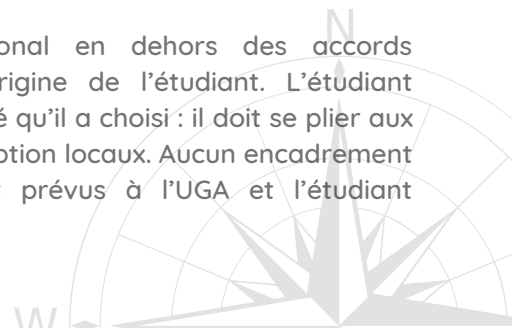 N
onal en dehors des accords
rigine de l’étudiant. L’étudiant
é qu’il a choisi : il doit se plier aux
ption locaux. Aucun encadrement
prévus à l’UGA et l’étudiant
W